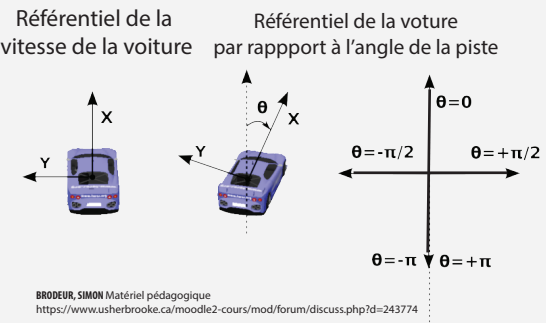 Référentiel de la
vitesse de la voiture
Référentiel de la voture
par rappport à l'angle de la piste
X
Y
θ
X
Y
θ=0
θ=-π/2
θ=+π/2
θ=-π
θ=+π
BRODEUR, SIMON Matériel pédagogique
https://www.usherbrooke.ca/moodle2-cours/mod/forum/discuss.php?d=243774